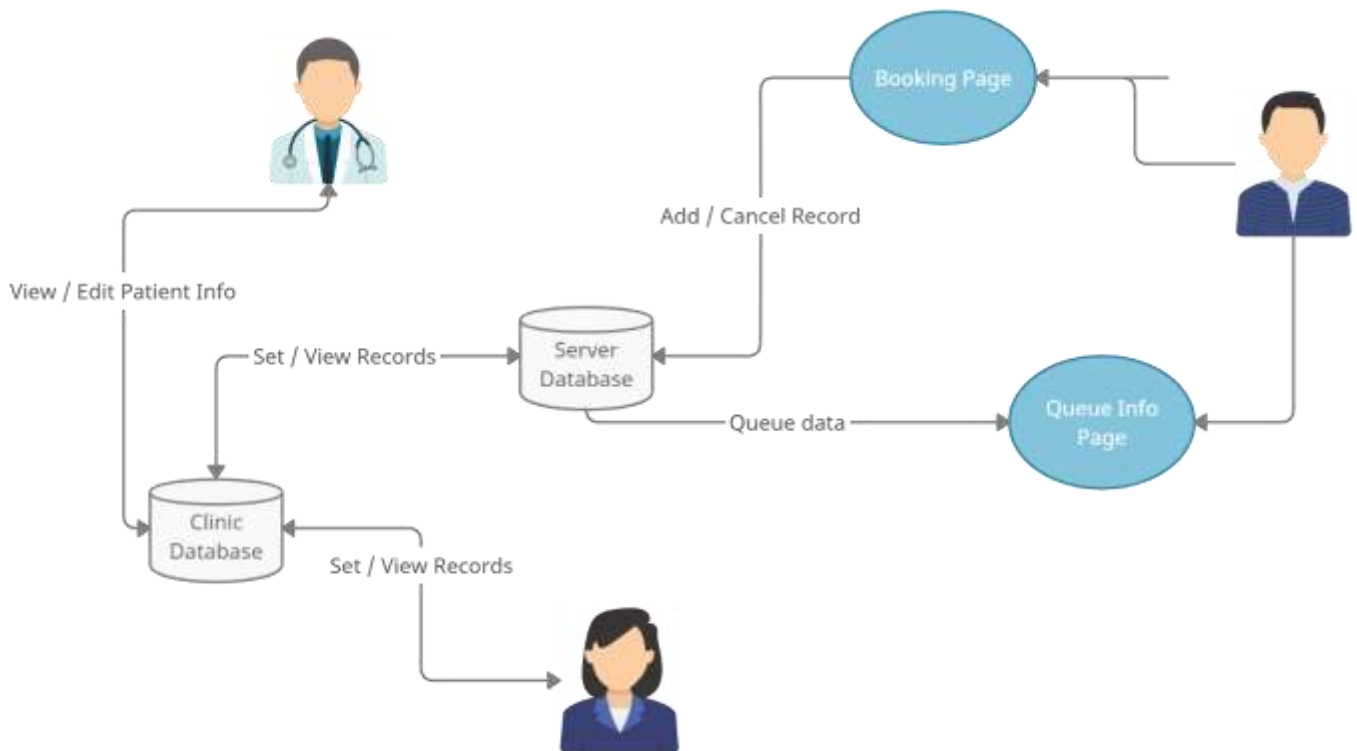 Booking Page
Add / Cancel Record
View / Edit Patient Info
Set / View Records
Server
Database
Queue data
Queue Info
Page
Clinic
Database
Set / View Records